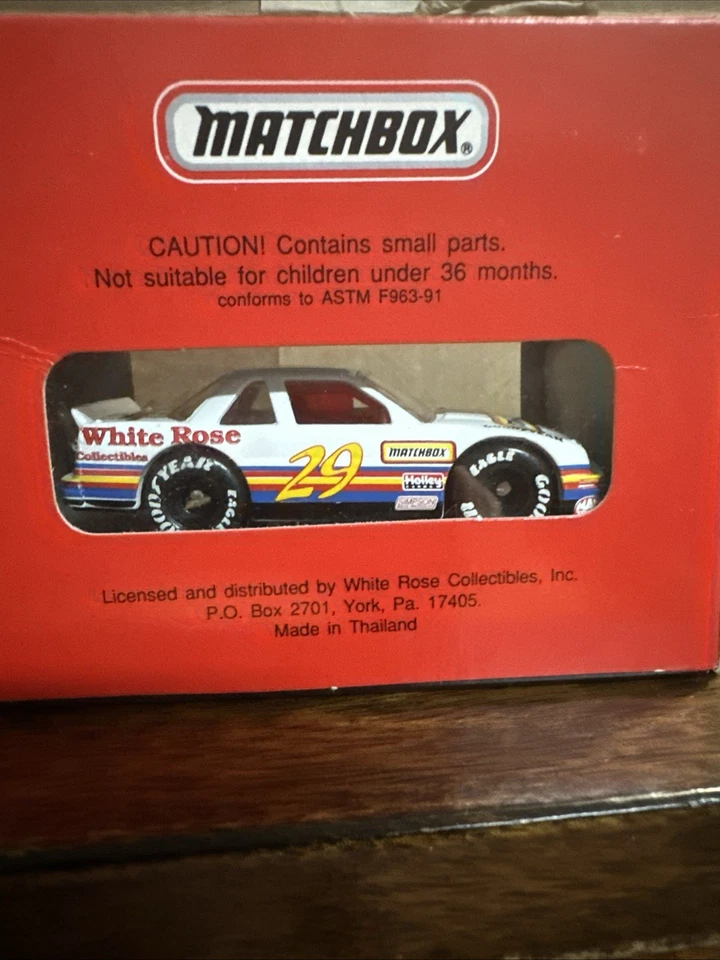 MATCHBOX®
CAUTION! Contains small parts.
Not suitable for children under 36 months.
conforms to ASTM F963-91
White Rose
Collectibles
29
MATCHBOX
Holley
SIMPSON
GOODYEAR
EAGLE
EAGLE
Licensed and distributed by White Rose Collectibles, Inc.
P.O. Box 2701, York, Pa. 17405.
Made in Thailand